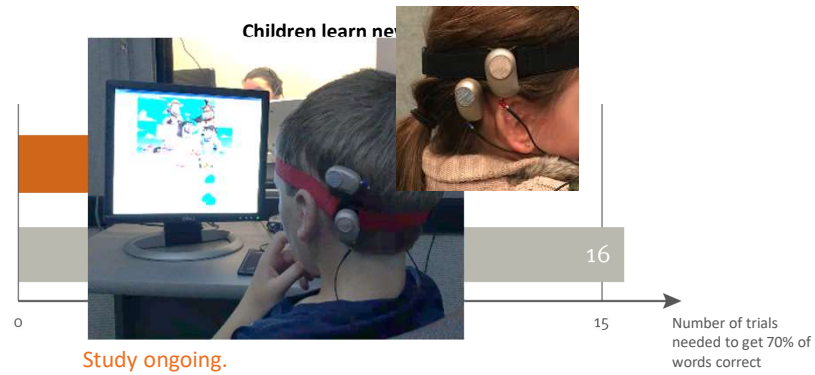 Children learn ne
16
0
15
Number of trials
needed to get 70% of
words correct
Study ongoing.